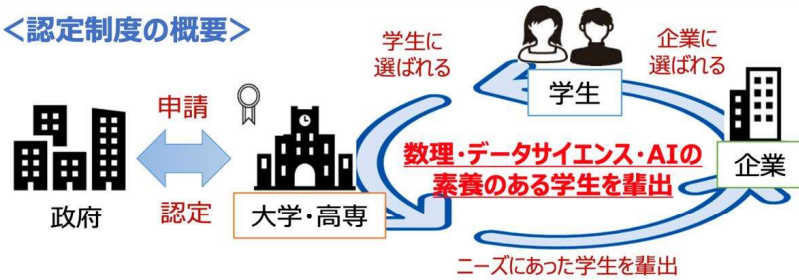 <認定制度の概要>
学生に
選ばれる
企業に
選ばれる
学生
申請
数理・データサイエンス・AIの
素養のある学生を輩出
企業
認定
政府
大学・高専
ニーズにあった学生を輩出